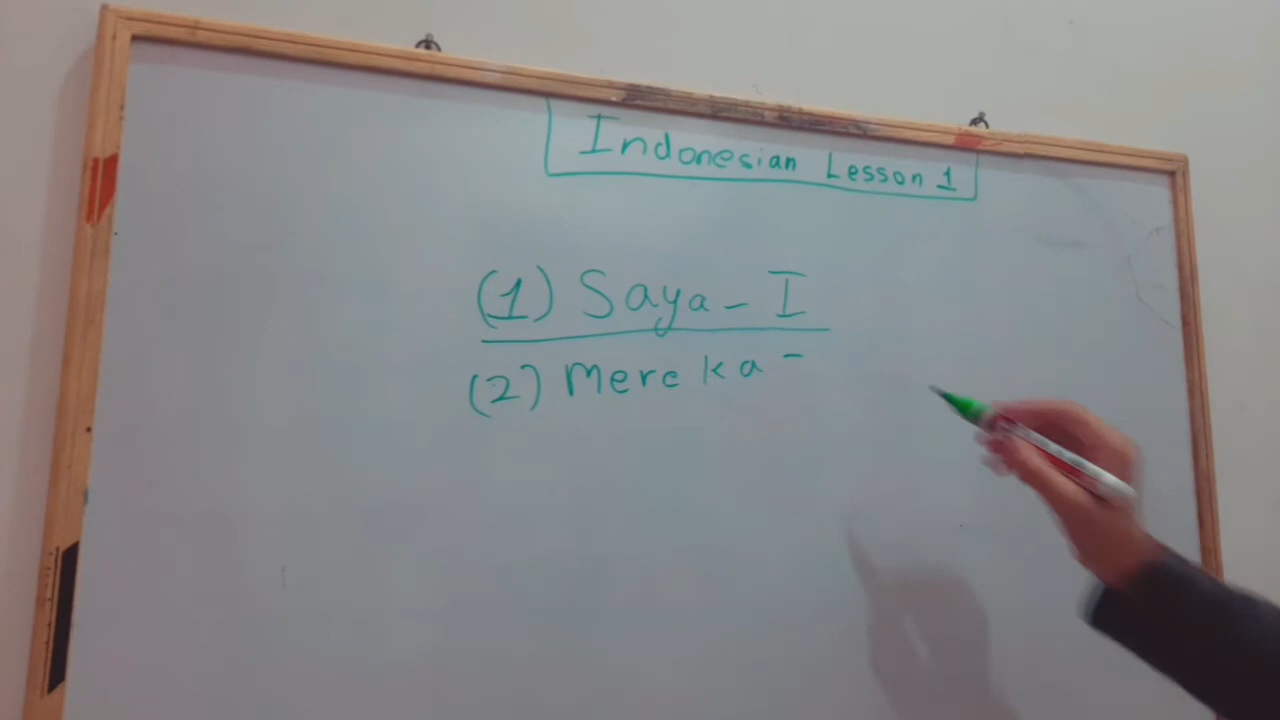 Indonesian Lesson 1
(1) Saya - I
(2) Mereka -